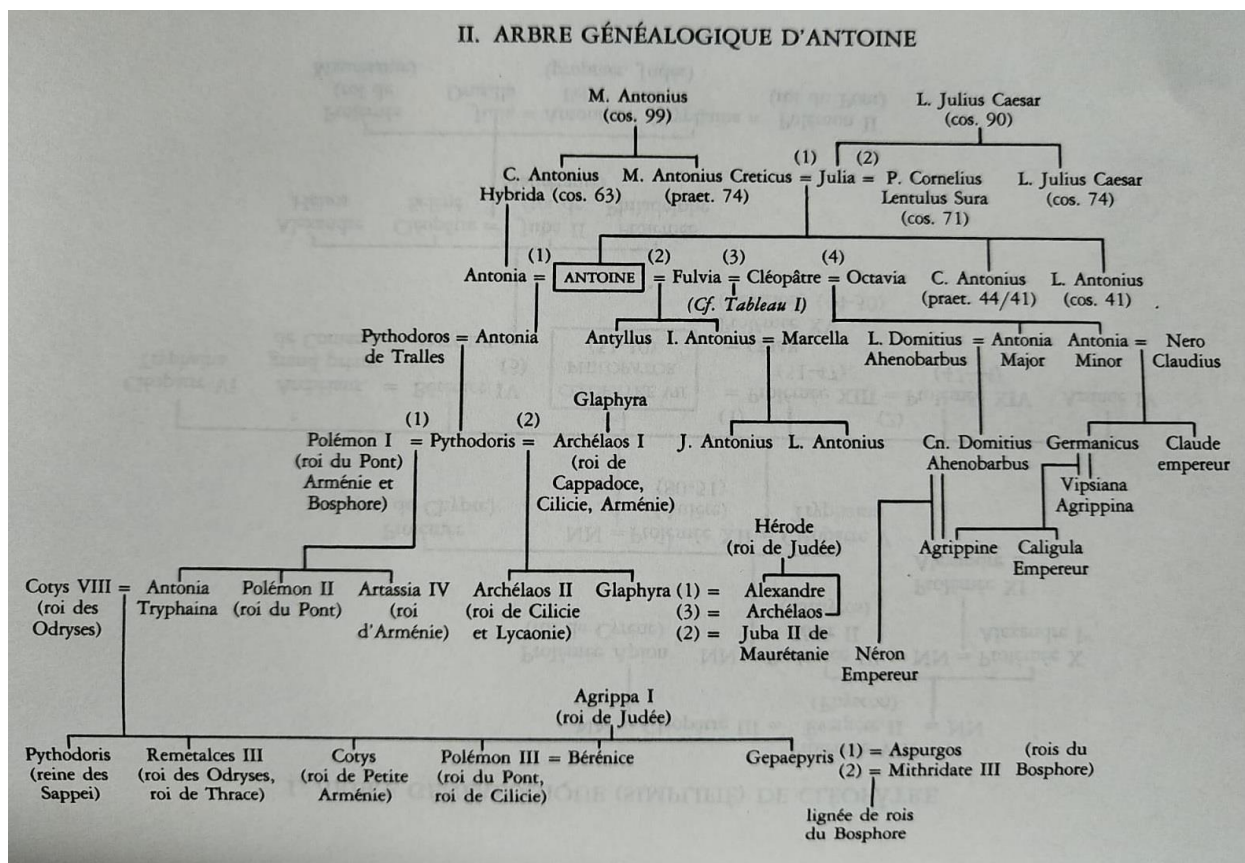 II. ARBRE GÉNÉALOGIQUE D'ANTOINE
M. Antonius
(cos. 99)
L. Julius Caesar
(cos. 90)
(1) (2)
C. Antonius
Hybrida (cos. 63)
M. Antonius Creticus = Julia =
(praet. 74)
P. Cornelius
Lentulus Sura
(cos. 71)
L. Julius Caesar
(cos. 74)
(1) (2) (3) (4)
Antonia = ANTOINE = Fulvia = Cléopâtre = Octavia
(Cf. Tableau I)
C. Antonius
(praet. 44/41)
L. Antonius
(cos. 41)
Pythodoros = Antonia
de Tralles
Antyllus I. Antonius = Marcella
L. Domitius = Antonia
Ahenobarbus Major
Antonia = Nero
Minor Claudius
Glaphyra
(1) (2)
Polémon I = Pythodoris = Archélaos I
(roi du Pont)
Arménie et
Bosphore)
(roi de
Cappadoce,
Cilicie, Arménie)
J. Antonius L. Antonius
Cn. Domitius
Ahenobarbus
Germanicus
Claude
empereur
Vipsiana
Agrippina
Agrippine
Caligula
Empereur
Hérode
(roi de Judée)
Cotys VIII =
(roi des
Odryses)
Antonia
Tryphaina
Polémon II
(roi du Pont)
Artassia IV
(roi
d'Arménie)
Archélaos II
(roi de Cilicie
et Lycaonie)
Glaphyra (1) = Alexandre
(3) = Archélaos
(2) = Juba II de
Maurétanie
Néron
Empereur
Agrippa I
(roi de Judée)
Pythodoris
(reine des
Sappei)
Remétalces III
(roi des Odryses,
roi de Thrace)
Cotys
(roi de Petite
Arménie)
Polémon III = Bérénice
(roi du Pont,
roi de Cilicie)
Gepaepyris (1) = Aspurgos
(2) = Mithridate III
(rois du
Bosphore)
lignée de rois
du Bosphore